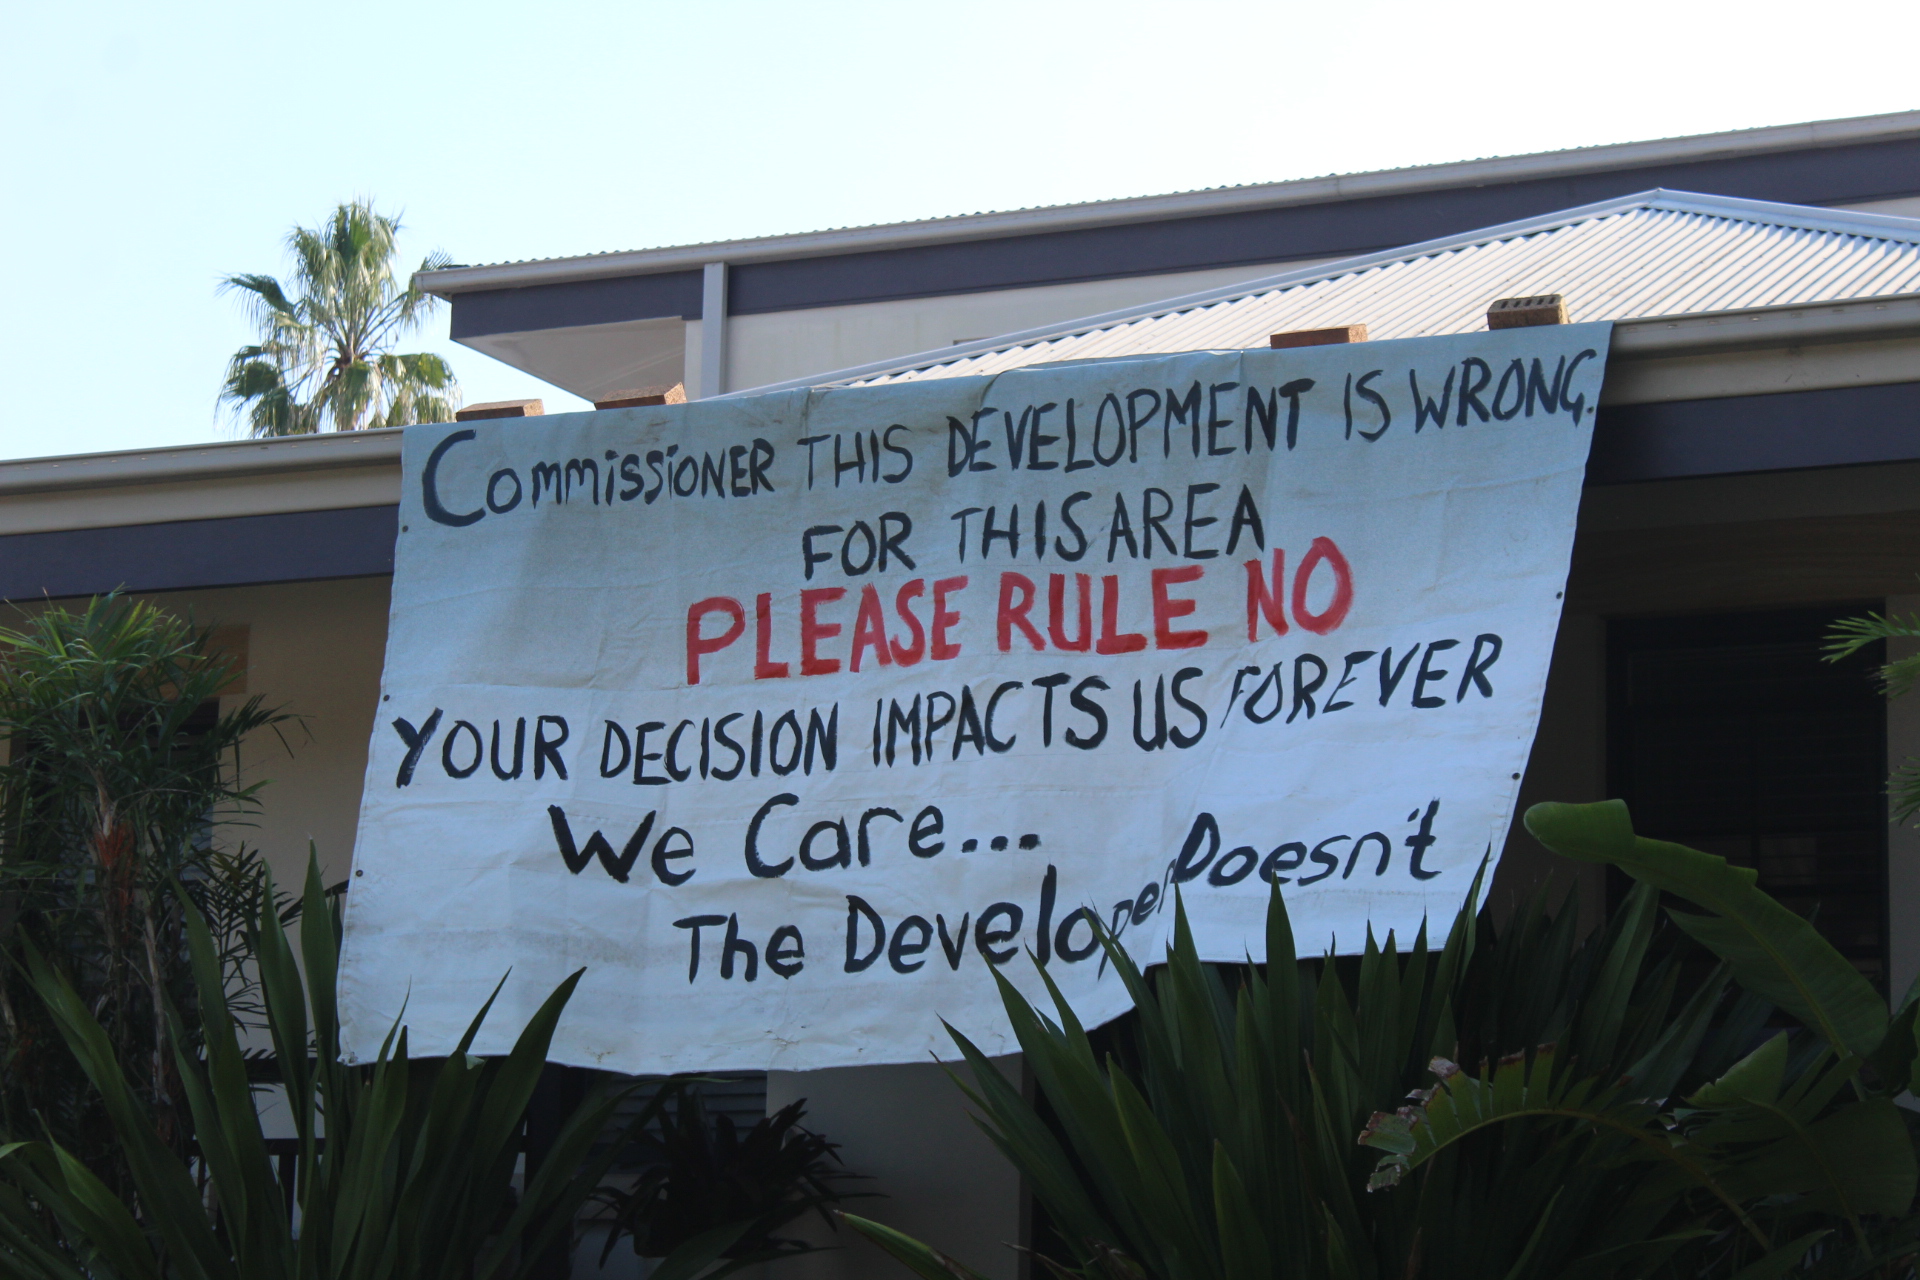 Commissioner THIS DEVELOPMENT IS WRONG.
FOR THIS AREA
PLEASE RULE NO
YOUR DECISION IMPACTS US FOREVER
We Care...
The Developer Doesn't